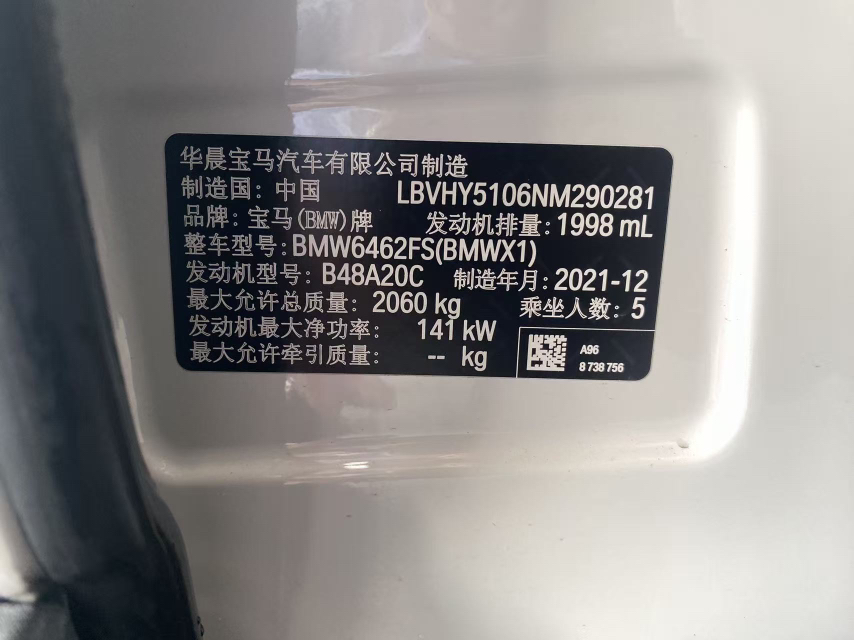 华晨宝马汽车有限公司制造
制造国: 中国 LBVHY5106NM290281
品牌: 宝马(BMW)牌 发动机排量: 1998 mL
整车型号: BMW6462FS(BMWX1)
发动机型号: B48A20C 制造年月: 2021-12
最大允许总质量: 2060 kg 乘坐人数: 5
发动机最大净功率: 141 kW
最大允许牵引质量: -- kg
A96
8 738 756